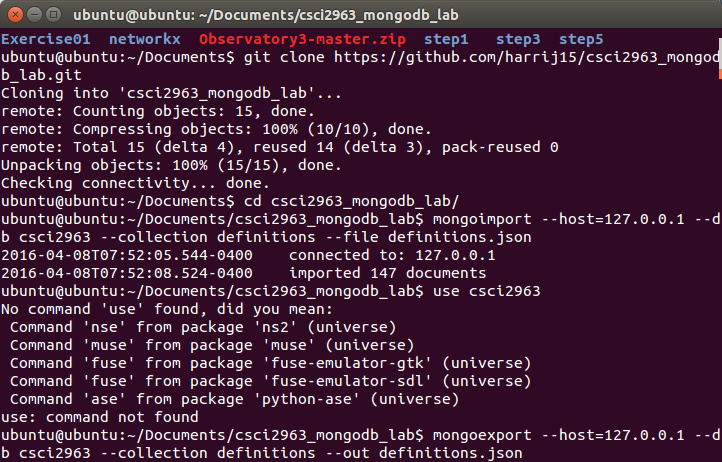 ubuntu@ubuntu: ~/Documents/csci2963_mongodb_lab
Exercise01  networkx  Observatory3-master.zip  step1  step3  step5
ubuntu@ubuntu:~/Documents$ git clone https://github.com/harrij15/csci2963_mongod
b_lab.git
Cloning into 'csci2963_mongodb_lab'...
remote: Counting objects: 15, done.
remote: Compressing objects: 100% (10/10), done.
remote: Total 15 (delta 4), reused 14 (delta 3), pack-reused 0
Unpacking objects: 100% (15/15), done.
Checking connectivity... done.
ubuntu@ubuntu:~/Documents$ cd csci2963_mongodb_lab/
ubuntu@ubuntu:~/Documents/csci2963_mongodb_lab$ mongoimport --host=127.0.0.1 --d
b csci2963 --collection definitions --file definitions.json
2016-04-08T07:52:05.544-0400    connected to: 127.0.0.1
2016-04-08T07:52:08.524-0400    imported 147 documents
ubuntu@ubuntu:~/Documents/csci2963_mongodb_lab$ use csci2963
No command 'use' found, did you mean:
 Command 'nse' from package 'ns2' (universe)
 Command 'muse' from package 'muse' (universe)
 Command 'fuse' from package 'fuse-emulator-gtk' (universe)
 Command 'fuse' from package 'fuse-emulator-sdl' (universe)
 Command 'ase' from package 'python-ase' (universe)
use: command not found
ubuntu@ubuntu:~/Documents/csci2963_mongodb_lab$ mongoexport --host=127.0.0.1 --d
b csci2963 --collection definitions --out definitions.json